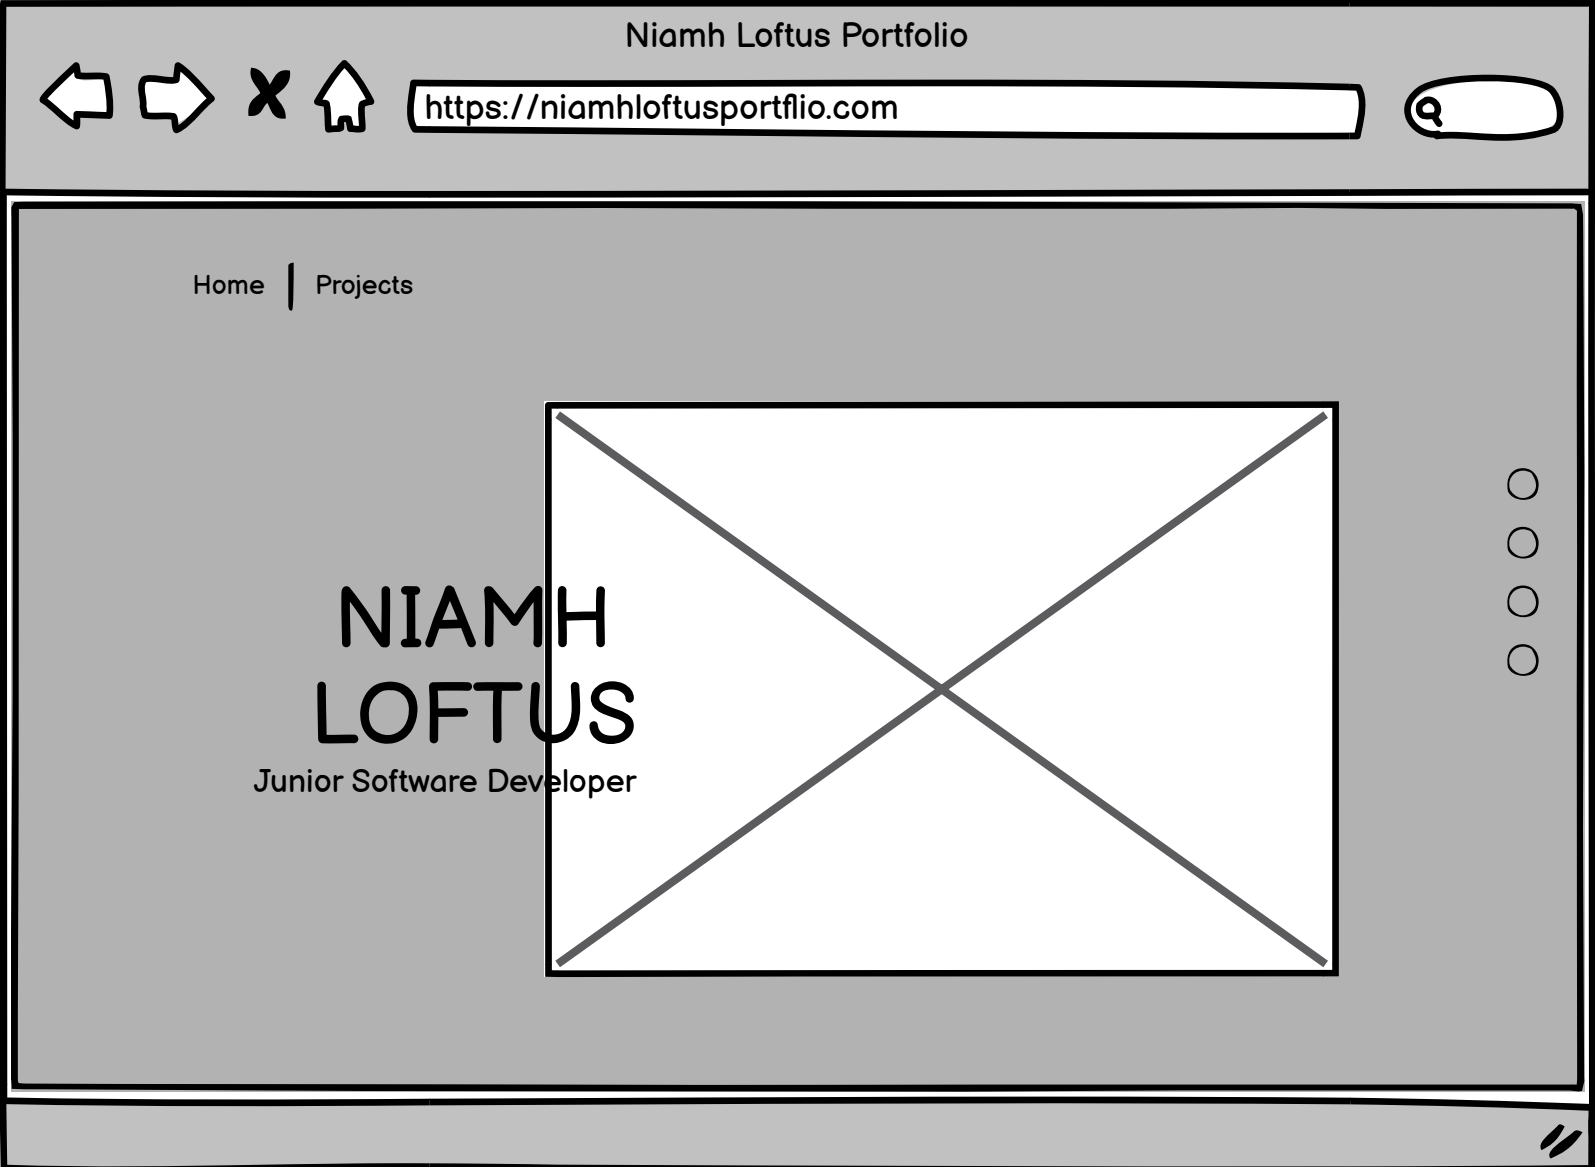 Niamh Loftus Portfolio
https://niamhloftusportflio.com
Home | Projects
NIAMH
LOFTUS
Junior Software Developer